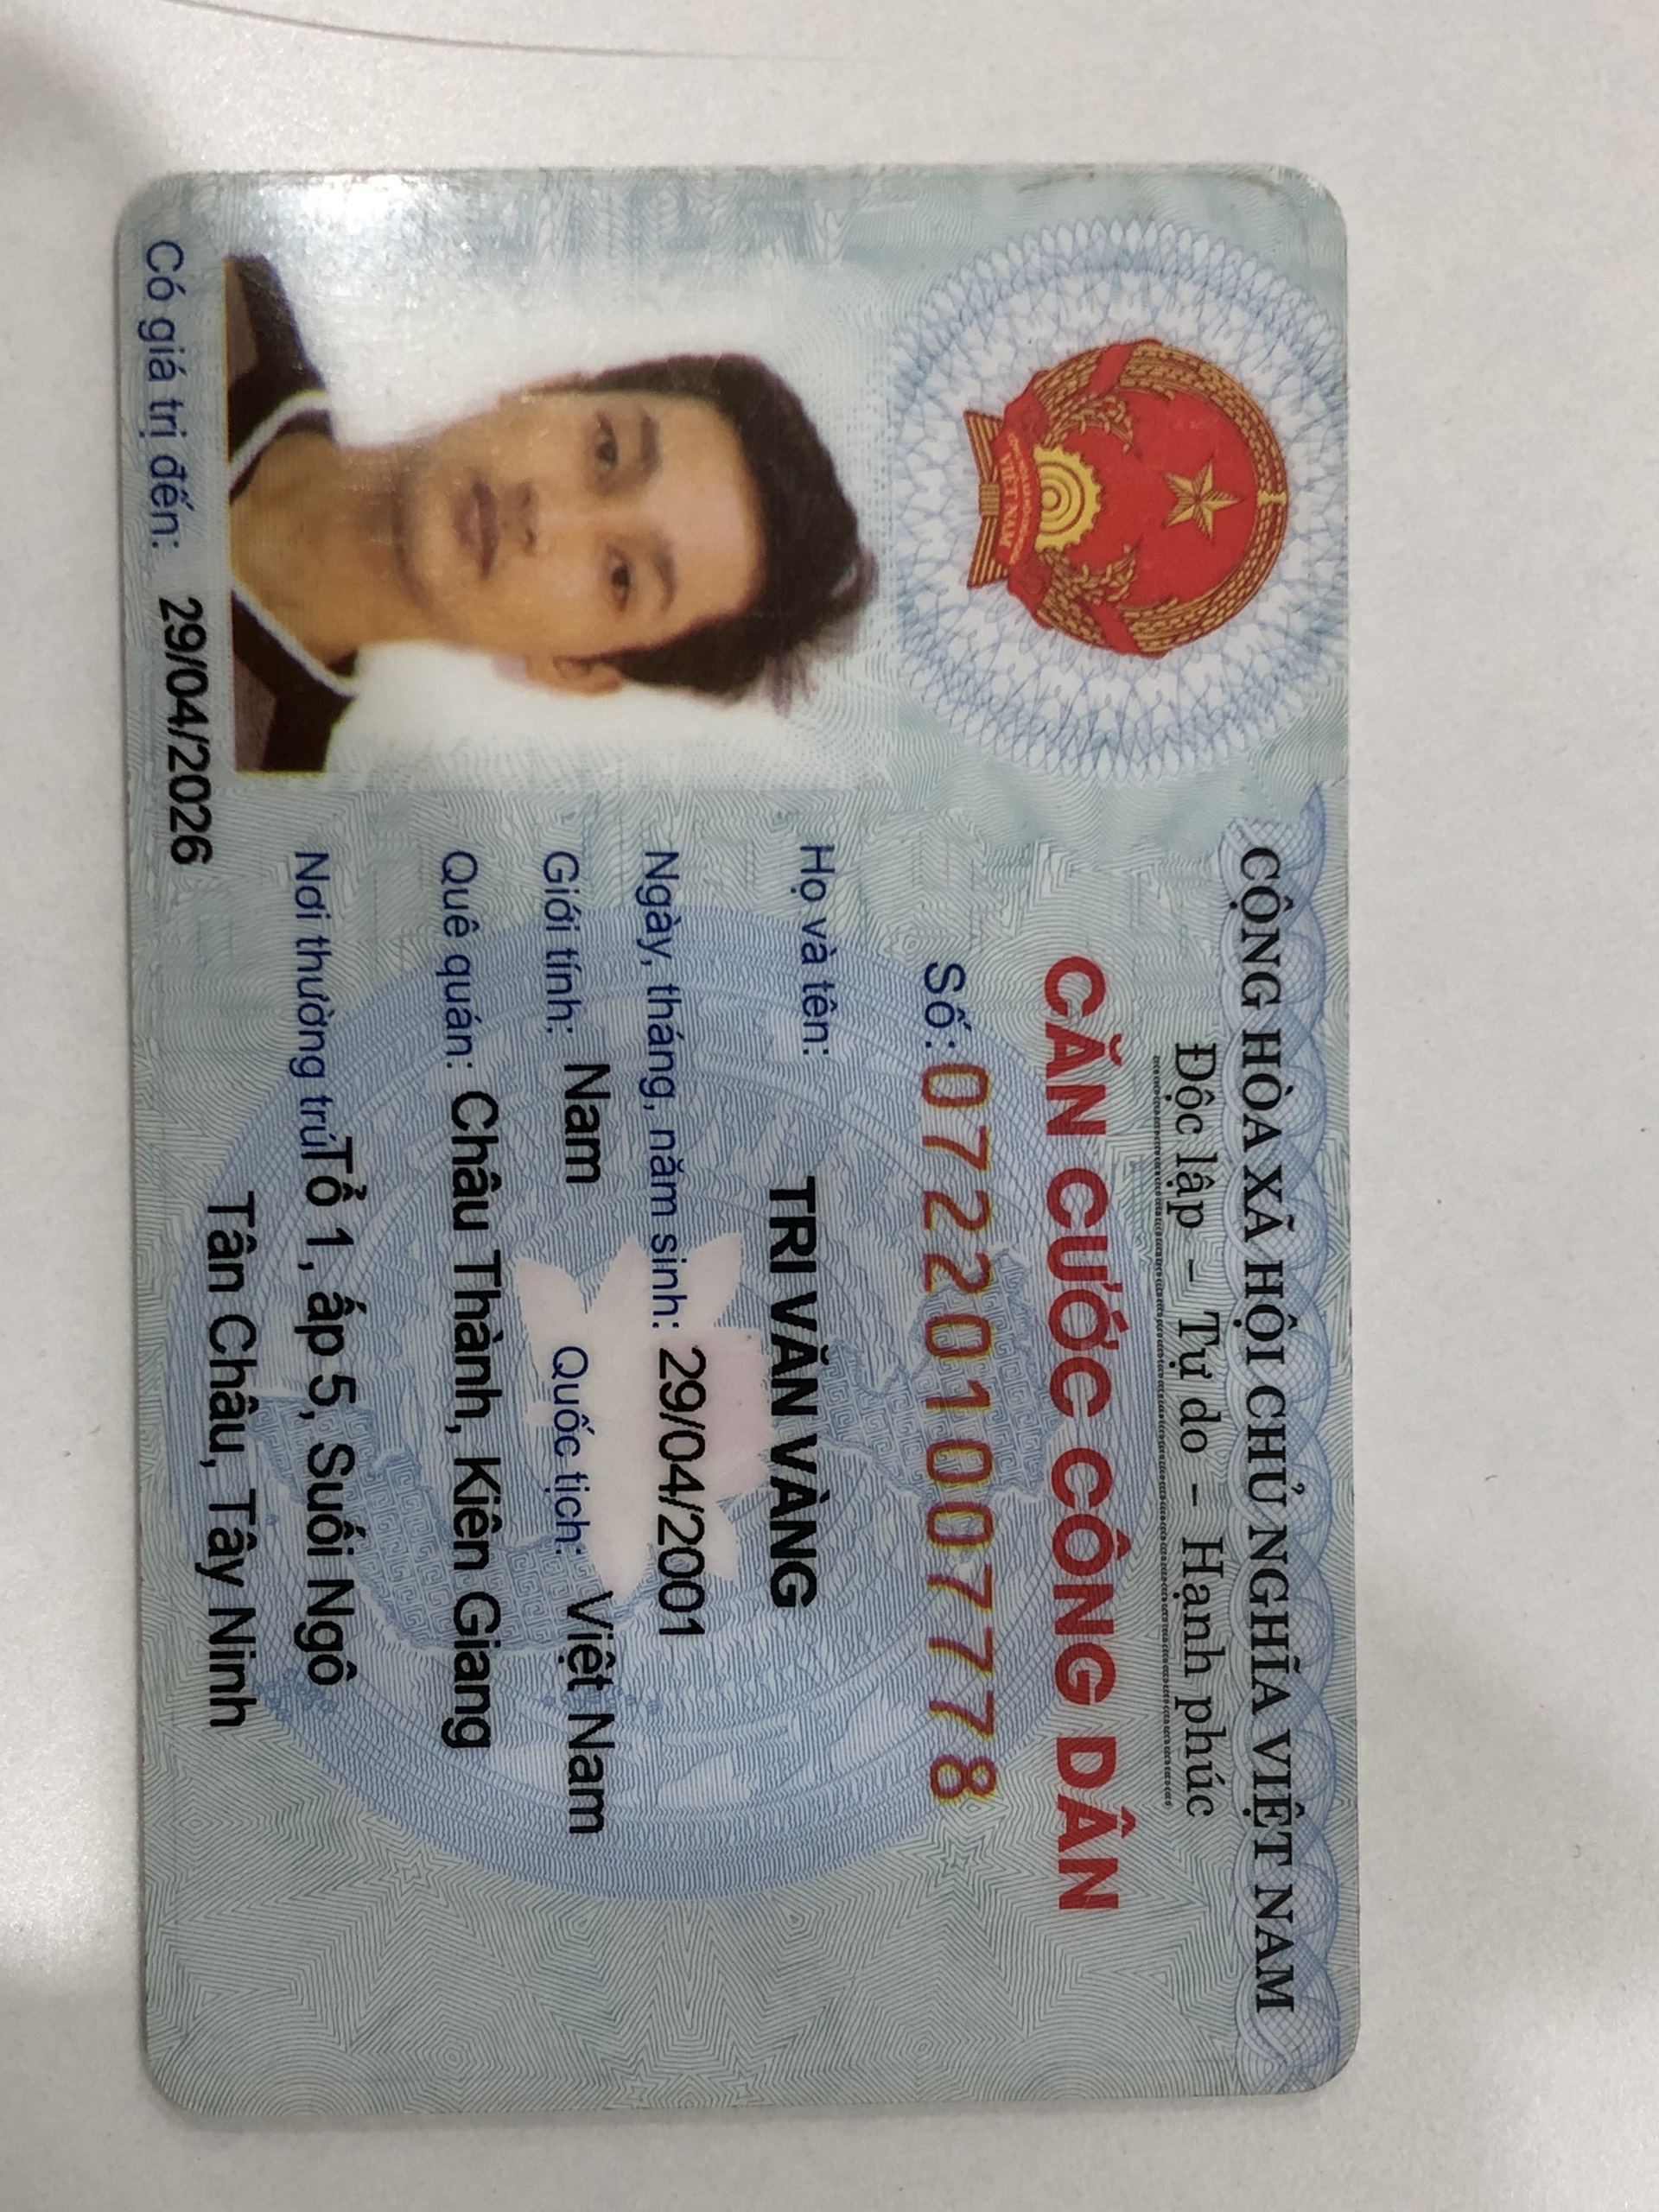 CỘNG HÒA XÃ HỘI CHỦ NGHĨA VIỆT NAM
Độc lập - Tự do - Hạnh phúc
CĂN CƯỚC CÔNG DÂN
Số: 072201007778
Họ và tên: TRI VĂN VÀNG
Ngày, tháng, năm sinh: 29/04/2001
Giới tính: Nam Quốc tịch: Việt Nam
Quê quán: Châu Thành, Kiên Giang
Nơi thường trú: Tổ 1, ấp 5, Suối Ngô
Tân Châu, Tây Ninh
Có giá trị đến: 29/04/2026
VIỆT NAM